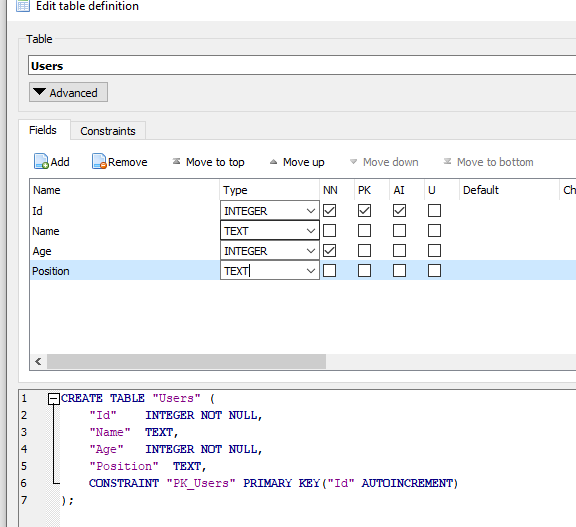 Edit table definition
Table
Users
Advanced
Fields Constraints
Add Remove Move to top Move up Move down Move to bottom
Name Type NN PK AI U Default Ch
Id INTEGER
Name TEXT
Age INTEGER
Position TEXT
1 CREATE TABLE "Users" (
2 "Id" INTEGER NOT NULL,
3 "Name" TEXT,
4 "Age" INTEGER NOT NULL,
5 "Position" TEXT,
6 CONSTRAINT "PK_Users" PRIMARY KEY("Id" AUTOINCREMENT)
7 );